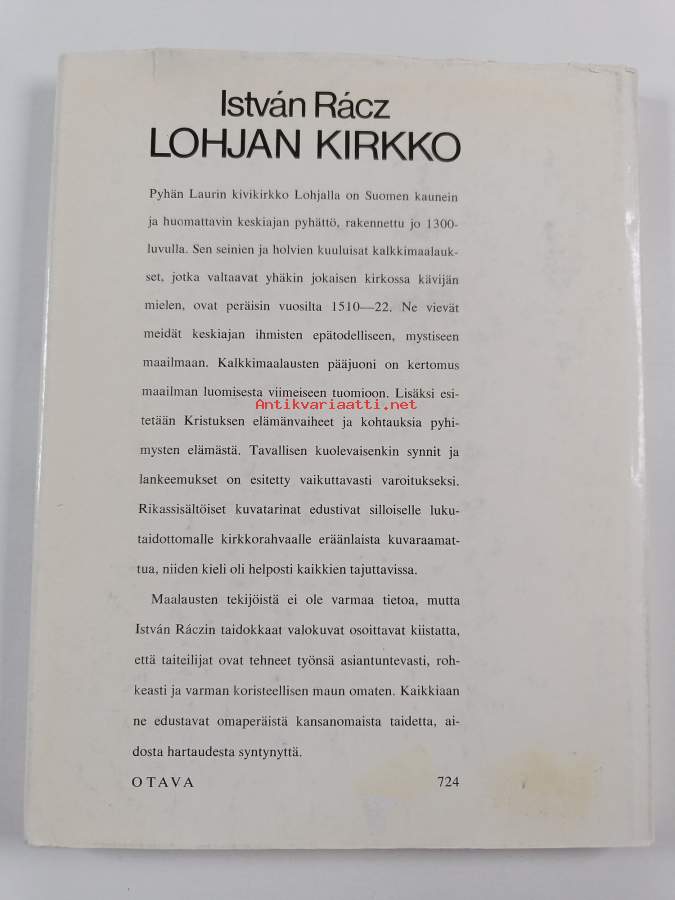 István Rácz
LOHJAN KIRKKO
Pyhän Laurin kivikirkko Lohjalla on Suomen kaunein
ja huomattavin keskiajan pyhättö, rakennettu jo 1300-
luvulla. Sen seinien ja holvien kuuluisat kalkkimaalauk-
set, jotka valtaavat yhäkin jokaisen kirkossa kävijän
mielen, ovat peräisin vuosilta 1510—22. Ne vievät
meidät keskiajan ihmisten epätodelliseen, mystiseen
maailmaan. Kalkkimaalausten pääjuoni on kertomus
maailman luomisesta viimeiseen tuomioon. Lisäksi esi-
Antikvariaatti.net
tetään Kristuksen elämänvaiheet ja kohtauksia pyhi-
mysten elämästä. Tavallisen kuolevaisenkin synnit ja
lankeemukset on esitetty vaikuttavasti varoitukseksi.
Rikassisältöiset kuvatarinat edustivat silloiselle luku-
taidottomalle kirkkorahvaalle eräänlaista kuvaraamat-
tua, niiden kieli oli helposti kaikkien tajuttavissa.
Maalausten tekijöistä ei ole varmaa tietoa, mutta
István Ráczin taidokkaat valokuvat osoittavat kiistatta,
että taiteilijat ovat tehneet työnsä asiantuntevasti, roh-
keasti ja varman koristeellisen maun omaten. Kaikkiaan
ne edustavat omaperäistä kansanomaista taidetta, ai-
dosta hartaudesta syntynyttä.
OTAVA 724